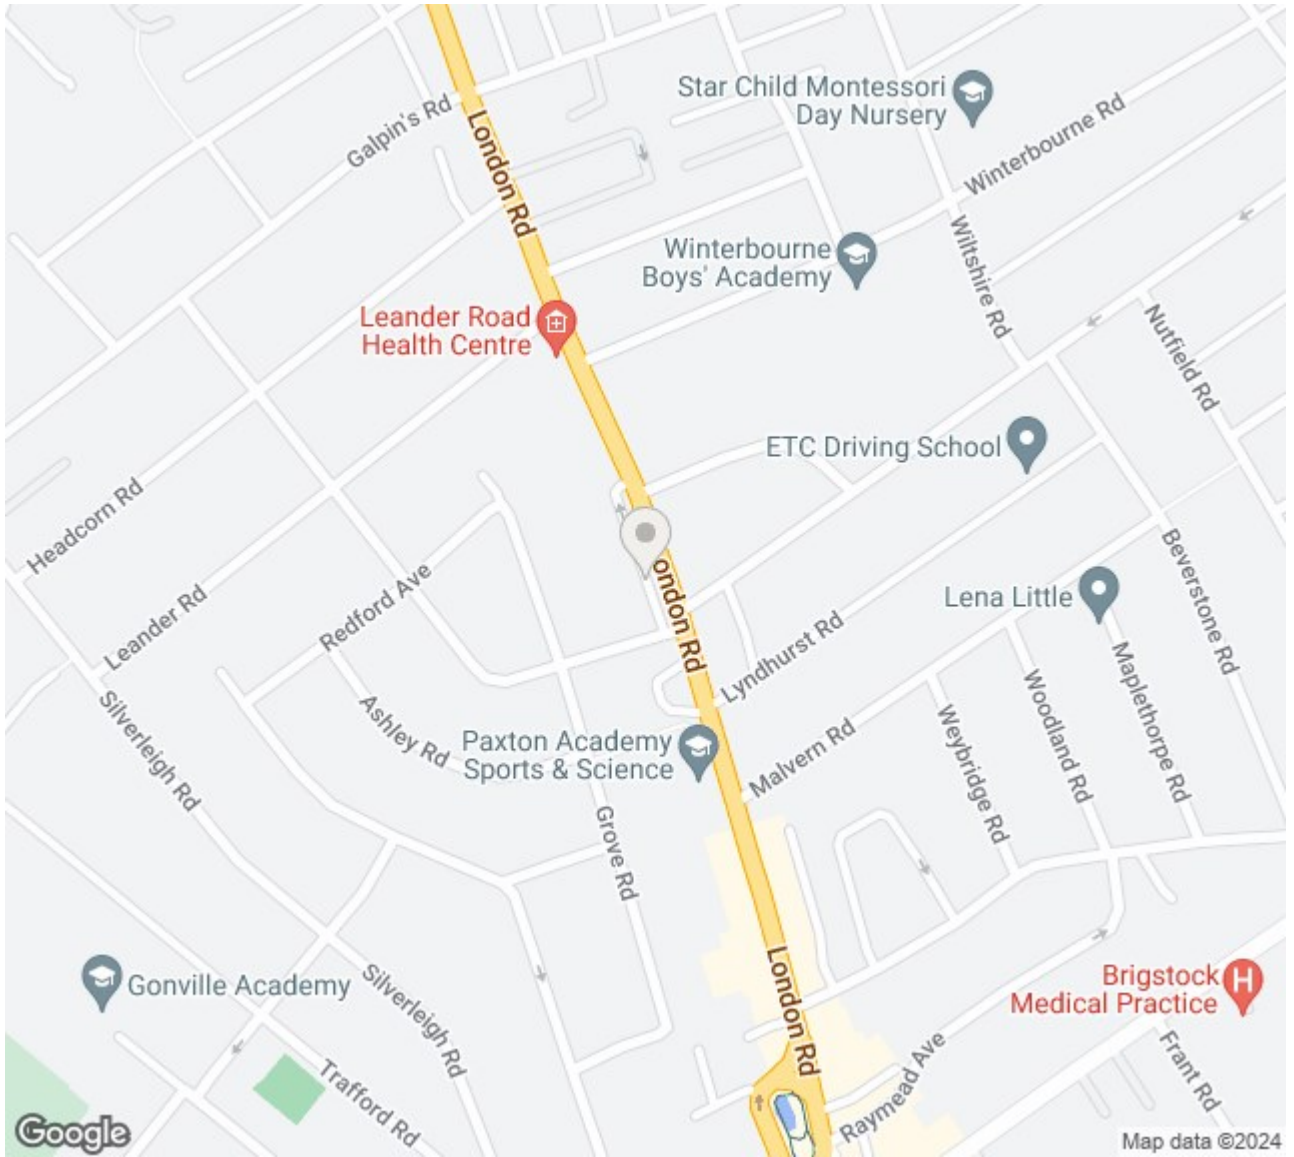 Star Child Montessori
Day Nursery
Galpin's Rd
London Rd
Winterbourne Rd
Winterbourne
Boys' Academy
Wiltshire Rd
Leander Road
Health Centre
Nutfield Rd
ETC Driving School
Headcorn Rd
Leander Rd
Redford Ave
London Rd
Beverstone Rd
Lena Little
Lyndhurst Rd
Maplethorpe Rd
Woodland Rd
Silverleigh Rd
Ashley Rd
Paxton Academy
Sports & Science
Malvern Rd
Weybridge Rd
Grove Rd
Gonville Academy
Silverleigh Rd
London Rd
Brigstock
Medical Practice
H
Trafford Rd
Raymead Ave
Frant Rd
Google
Map data ©2024